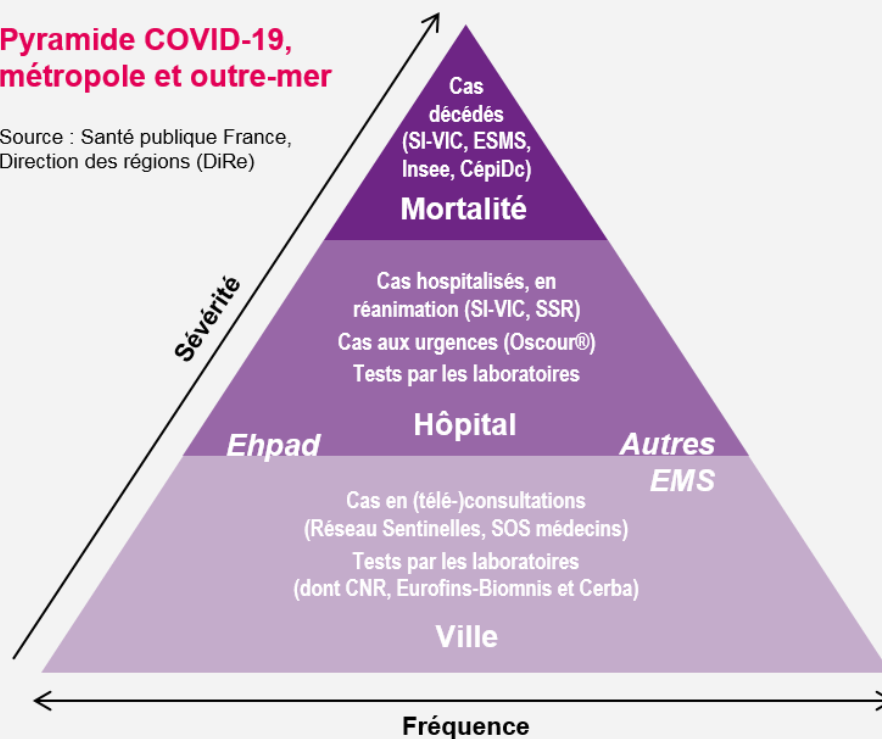 Pyramide COVID-19,
métropole et outre-mer
Source : Santé publique France,
Direction des régions (DiRe)
Sévérité
Cas
décédés
(SI-VIC, ESMS,
Insee, CépiDc)
Mortalité
Cas hospitalisés, en
réanimation (SI-VIC, SSR)
Cas aux urgences (Oscour®)
Tests par les laboratoires
Hôpital
Ehpad
Autres
EMS
Cas en (télé-)consultations
(Réseau Sentinelles, SOS médecins)
Tests par les laboratoires
(dont CNR, Eurofins-Biomnis et Cerba)
Ville
Fréquence